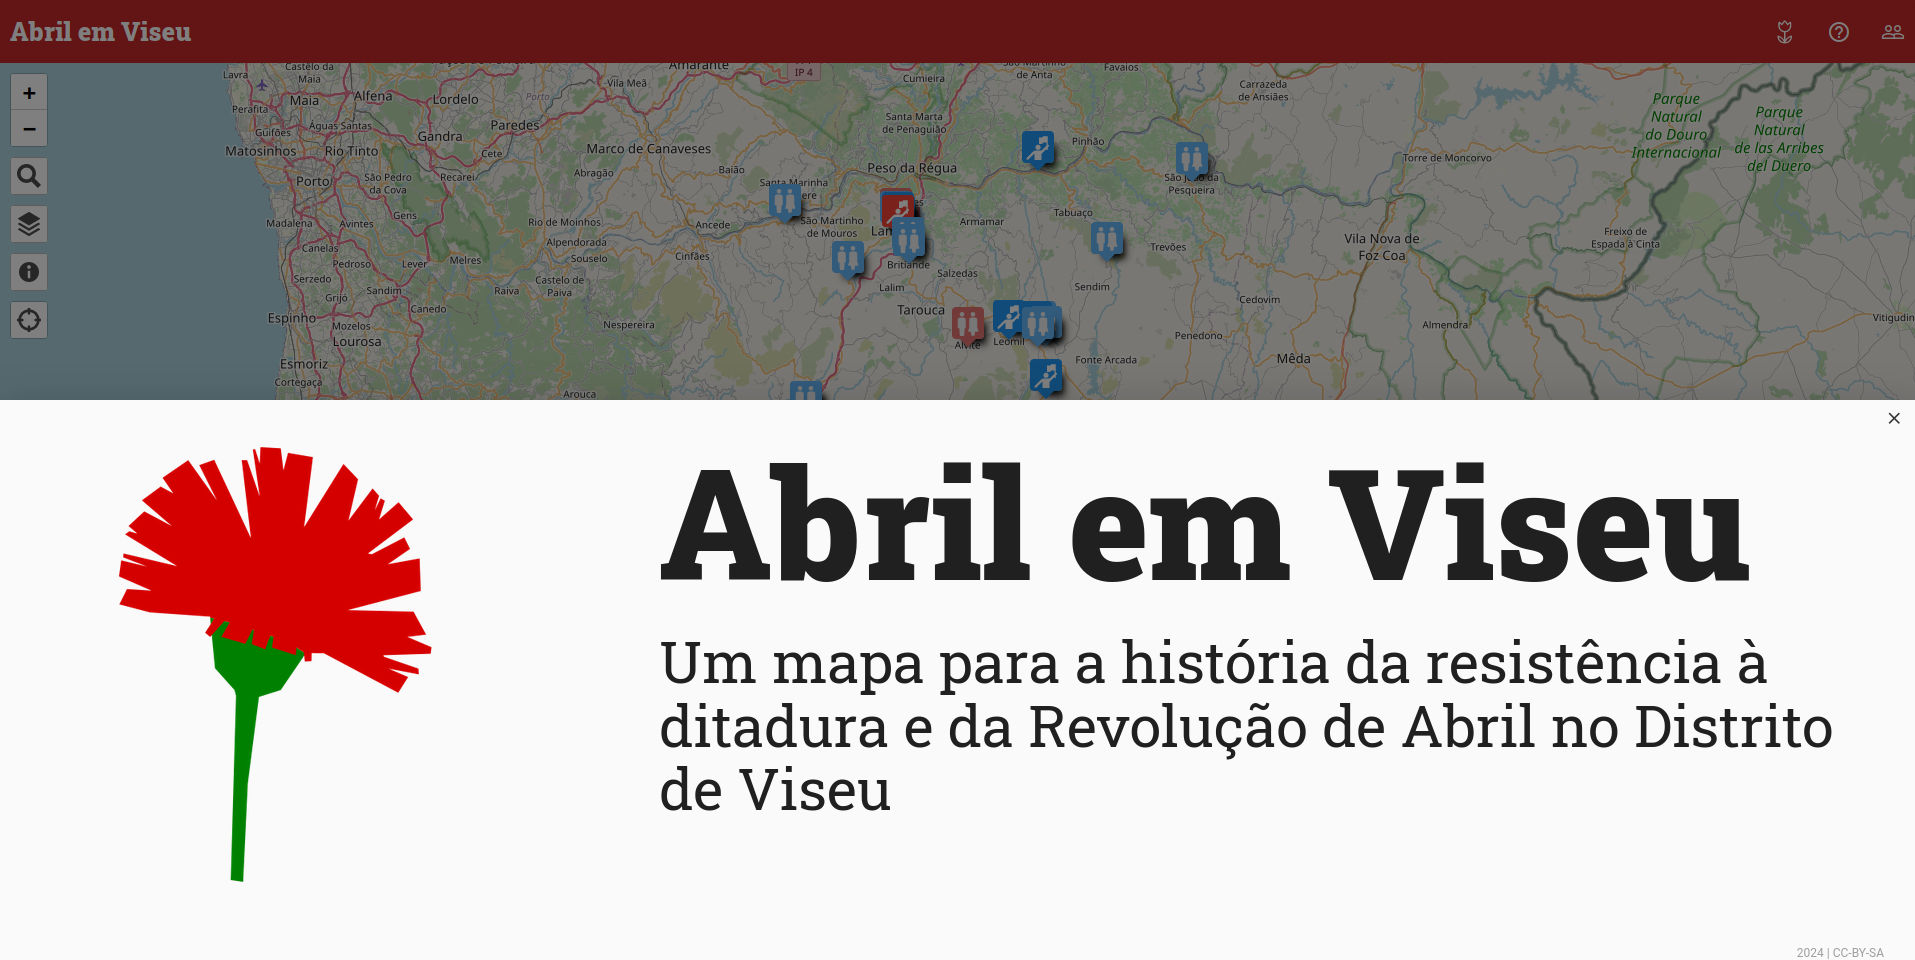 Abril em Viseu
Amarante
IP 4
Lavra
Castelo da
Maia
Cumieira
de Anta
Favaios
Vila Meã
Carrazeda
de Ansiães
Parque
Natural
do Douro
Internacional
Parque
Natural
de las Arribes
del Duero
+
−
Perafita
Maia
Alfena
Lordelo
Porto
Paredes
Santa Marta
de Penaguião
Guifões
Águas Santas
Gandra
Pinhão
Matosinhos
Rio Tinto
Cete
Marco de Canaveses
Torre de Moncorvo
Porto
São Pedro
da Cova
Recarei
Abragão
Baião
Peso da Régua
São João da
Pesqueira
Santa Marinha
Madalena
Avintes
Gens
Rio de Moinhos
Ancede
São Martinho
de Mouros
Armamar
Tabuaço
Freixo de
Espada à Cinta
Canelas
Alpendorada
Trevões
Vila Nova de
Foz Coa
Pedroso
Lever
Melres
Souselo
Cinfães
Britiande
Salzedas
Serzedo
Sandim
Raiva
Castelo de
Paiva
Lalim
Sendim
Grijó
Canedo
Cedovim
Espinho
Mozelos
Lourosa
Nespereira
Tarouca
Leomil
Alvite
Penedono
Almendra
Vitigudin
Esmoriz
Cortegaça
Arouca
Fonte Arcada
Mêda
Abril em Viseu
Um mapa para a história da resistência à
ditadura e da Revolução de Abril no Distrito
de Viseu
2024 | CC-BY-SA